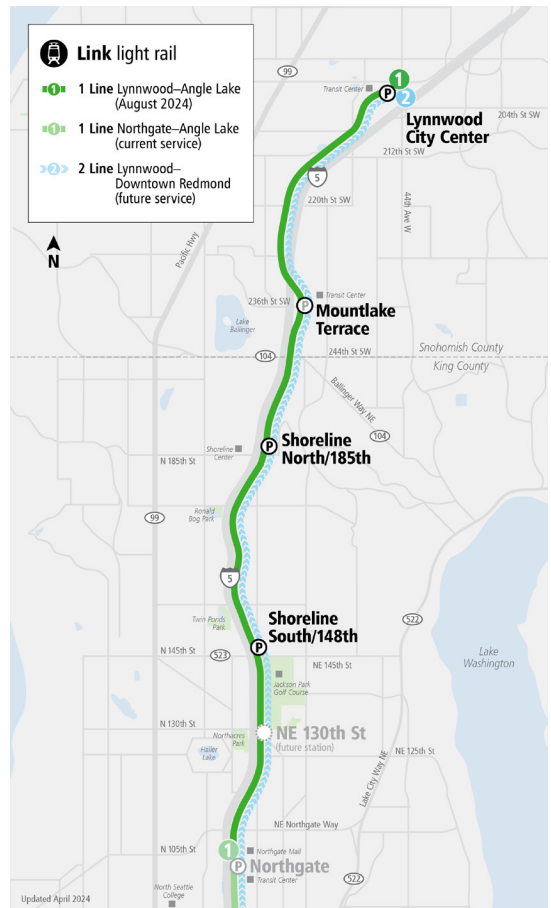 Link light rail
1 1 Line Lynnwood–Angle Lake
(August 2024)
1 1 Line Northgate–Angle Lake
(current service)
2 2 Line Lynnwood–
Downtown Redmond
(future service)
N
99
Transit Center
P
1
2
Lynnwood
City Center
204th St SW
212th St SW
5
44th Ave W
220th St SW
Pacific Hwy
236th St SW
Transit Center
P
Mountlake
Terrace
Lake
Ballinger
104
244th St SW
Snohomish County
King County
Ballinger Way NE
104
Shoreline
Center
P
Shoreline
North/185th
N 185th St
Ronald
Bog Park
99
5
Twin Ponds
Park
522
Shoreline
South/148th
P
N 145th St
523
NE 145th St
Lake
Washington
Jackson Park
Golf Course
N 130th St
Northacres
Park
NE 130th St
(future station)
Haller
Lake
NE 125th St
Lake City Way NE
NE Northgate Way
N 105th St
1
Northgate Mall
P
Northgate
Transit Center
522
North Seattle
College
Updated April 2024